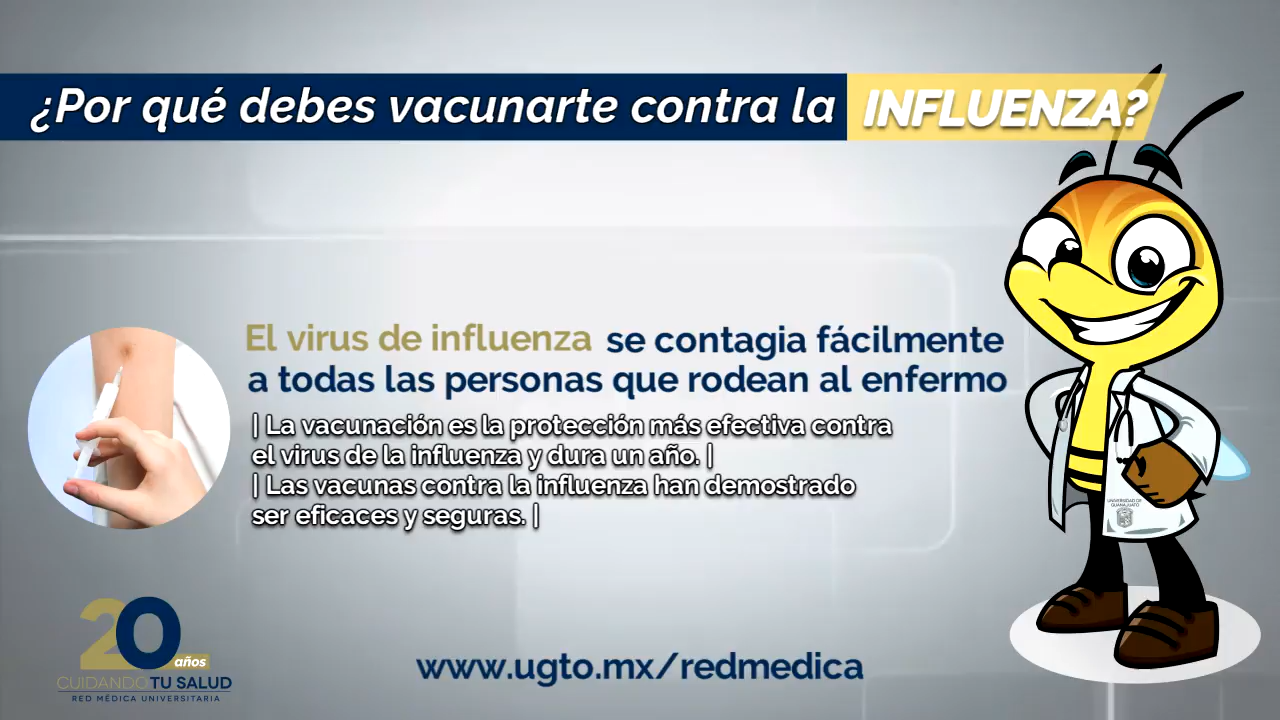 ¿Por qué debes vacunarte contra la INFLUENZA?
El virus de influenza se contagia fácilmente
a todas las personas que rodean al enfermo
| La vacunación es la protección más efectiva contra
el virus de la influenza y dura un año. |
| Las vacunas contra la influenza han demostrado
ser eficaces y seguras. |
UNIVERSIDAD DE
GUANAJUATO
20 años
CUIDANDO TU SALUD
RED MÉDICA UNIVERSITARIA
www.ugto.mx/redmedica